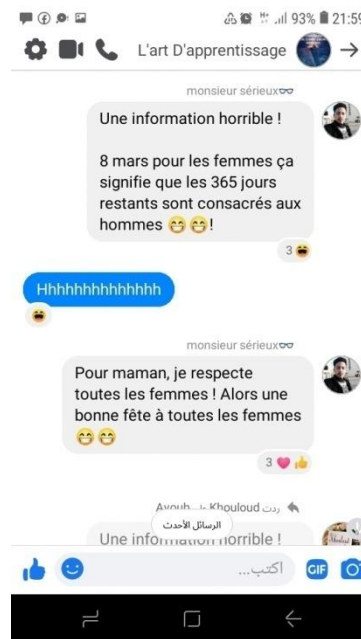 93% 21:59
L'art D'apprentissage
monsieur sérieux👓
Une information horrible !
8 mars pour les femmes ça
signifie que les 365 jours
restants sont consacrés aux
hommes 😁😁!
3 😆
Hhhhhhhhhhhhhh
monsieur sérieux👓
Pour maman, je respecte
toutes les femmes ! Alors une
bonne fête à toutes les femmes
😁😁
3 💗 👍
ردت Khouloud
الرسائل الأحدث
Une information horrible !
اكتب...
GIF